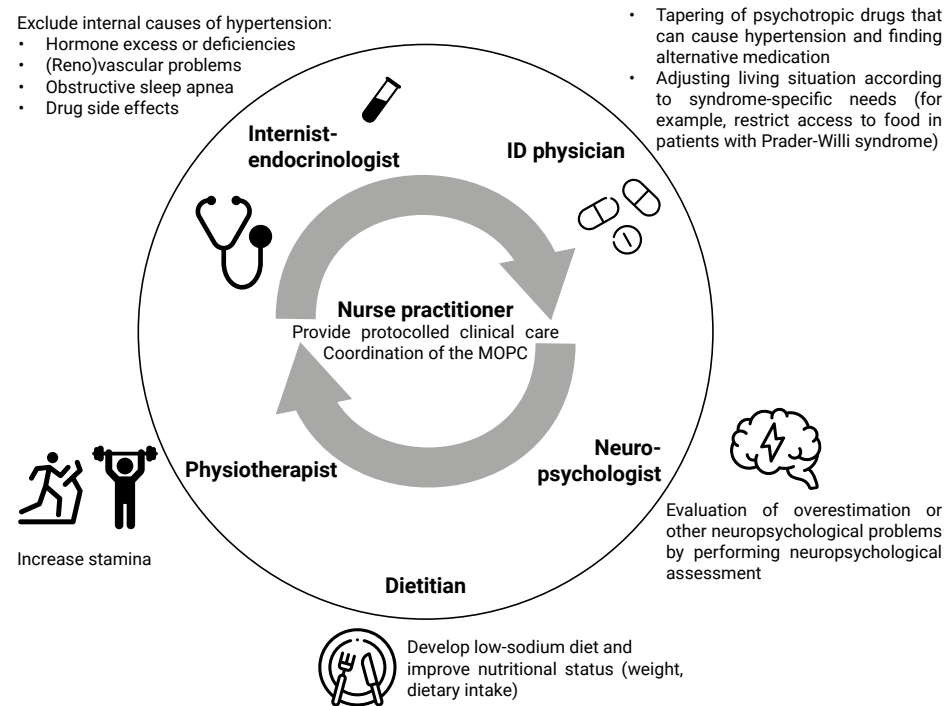 Exclude internal causes of hypertension:
• Hormone excess or deficiencies
• (Reno)vascular problems
• Obstructive sleep apnea
• Drug side effects
• Tapering of psychotropic drugs that
can cause hypertension and finding
alternative medication
• Adjusting living situation according
to syndrome-specific needs (for
example, restrict access to food in
patients with Prader-Willi syndrome)
Internist-
endocrinologist
ID physician
Nurse practitioner
Provide protocolled clinical care
Coordination of the MOPC
Physiotherapist
Neuro-
psychologist
Increase stamina
Evaluation of overestimation or
other neuropsychological problems
by performing neuropsychological
assessment
Dietitian
Develop low-sodium diet and
improve nutritional status (weight,
dietary intake)